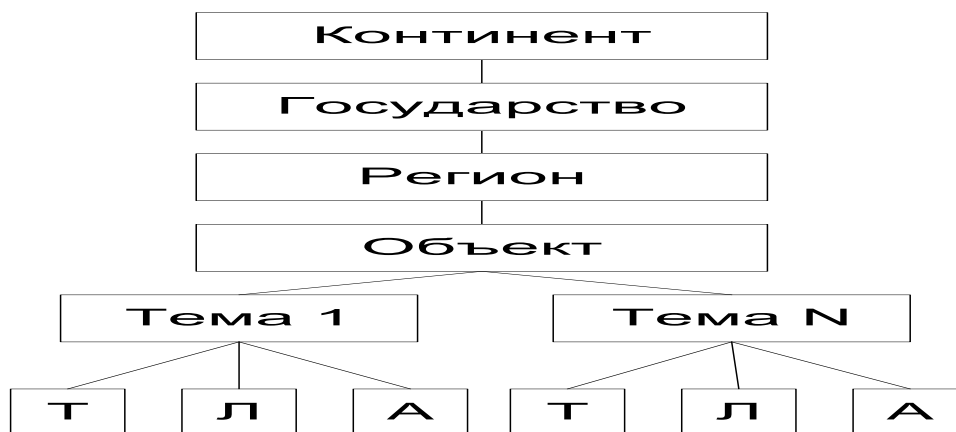 Континент
Государство
Регион
Объект
Тема 1 Тема N
Т Л А Т Л А